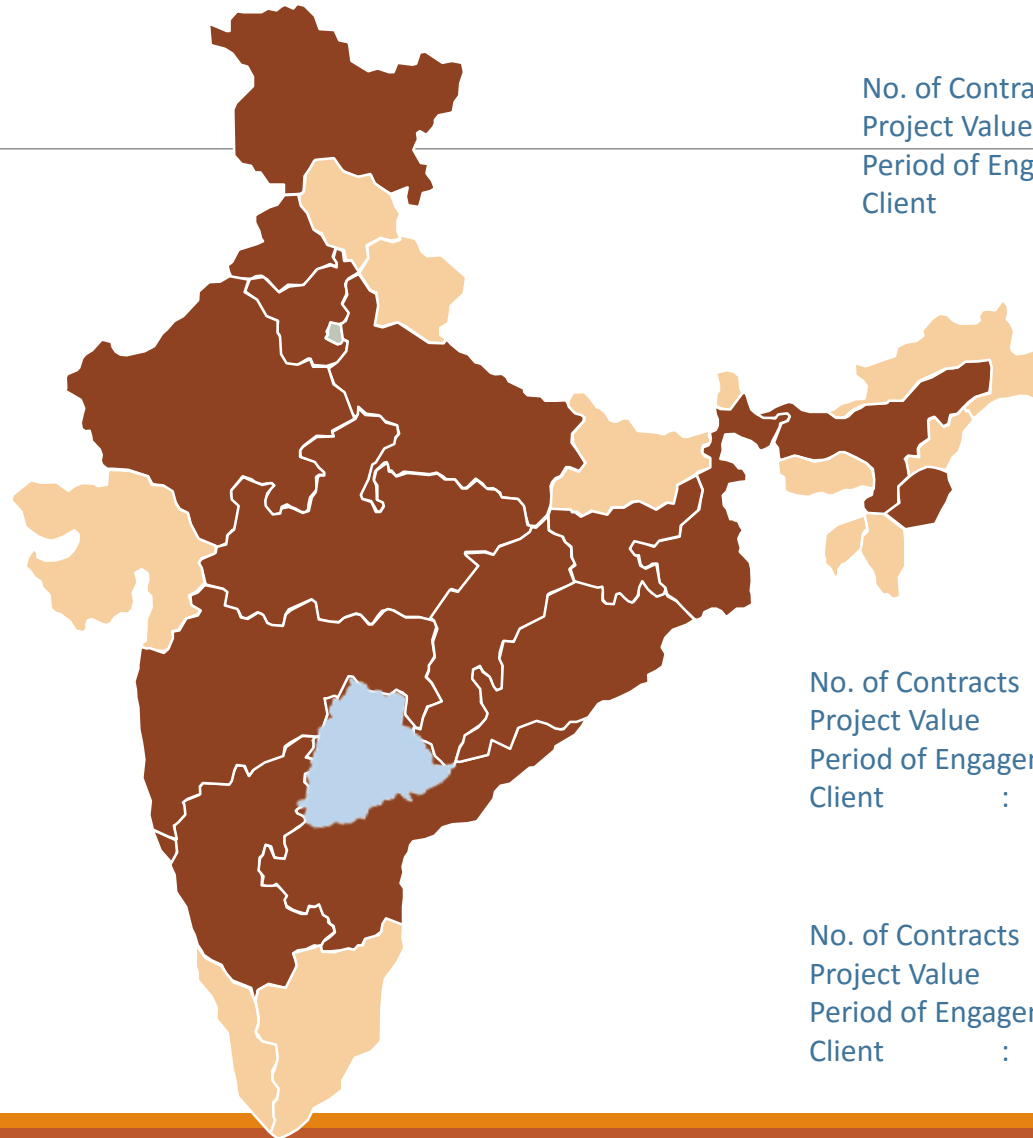 No. of Contra
Project Value
Period of Eng
Client
No. of Contracts
Project Value
Period of Engager
Client :
No. of Contracts
Project Value
Period of Engager
Client :